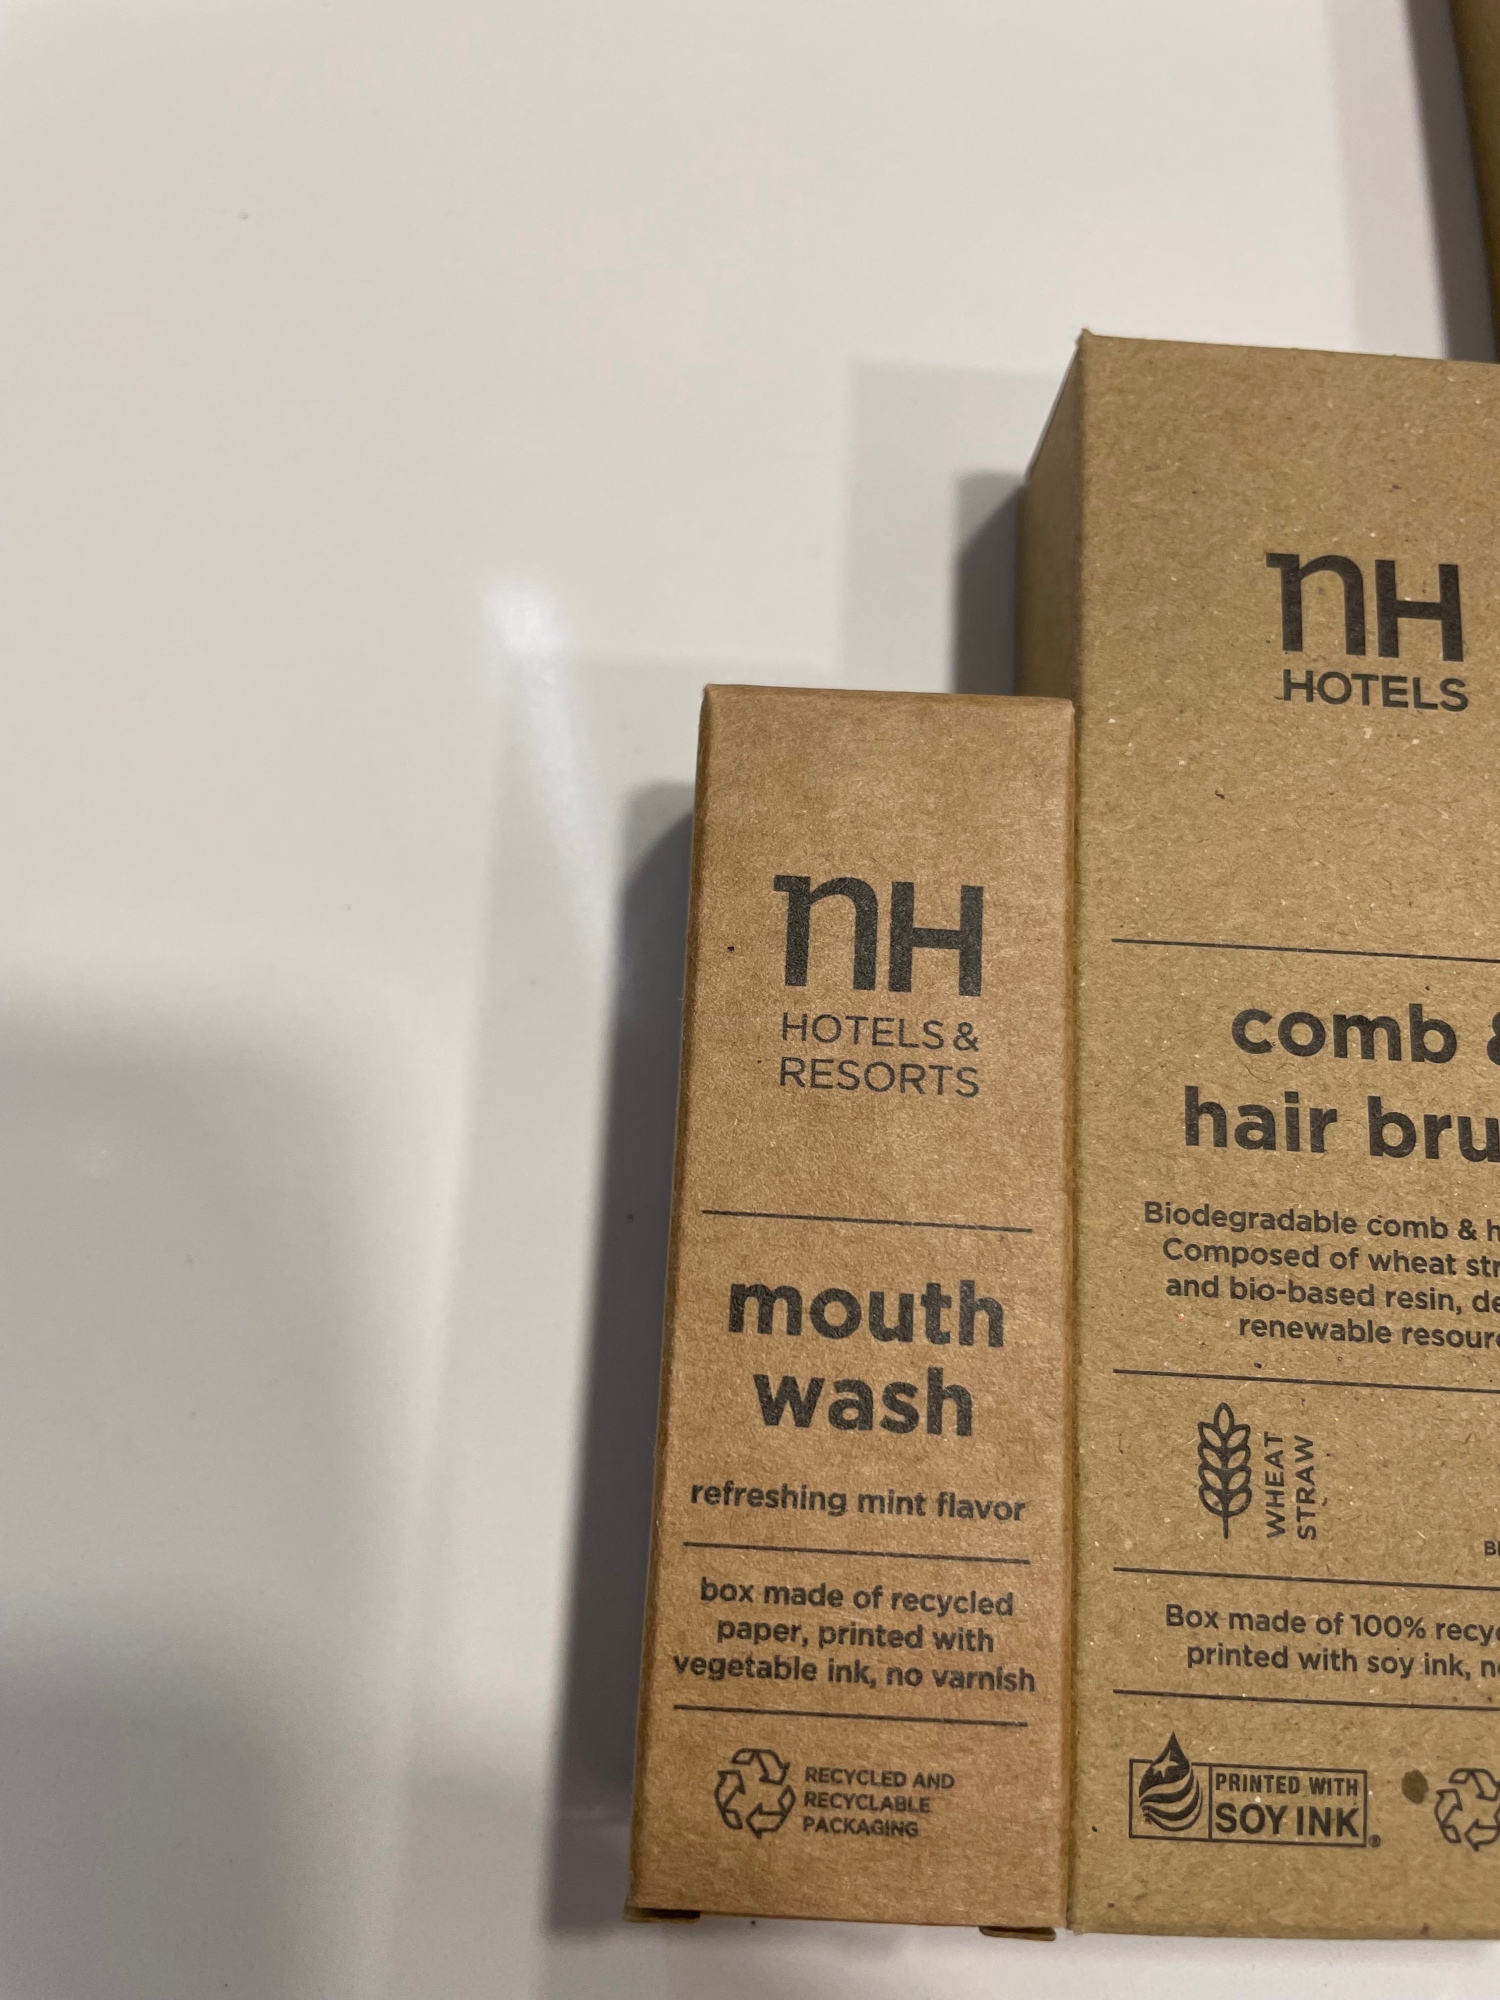 nH
HOTELS &
RESORTS
mouth
wash
refreshing mint flavor
box made of recycled
paper, printed with
vegetable ink, no varnish
RECYCLED AND
RECYCLABLE
PACKAGING
nH
HOTELS
comb &
hair
Biodegradable comb &
Composed of wheat
and bio-based resin,
renewable
WHEAT
STRAW
Box made of 100%
printed with soy ink,
PRINTED WITH
SOY INK